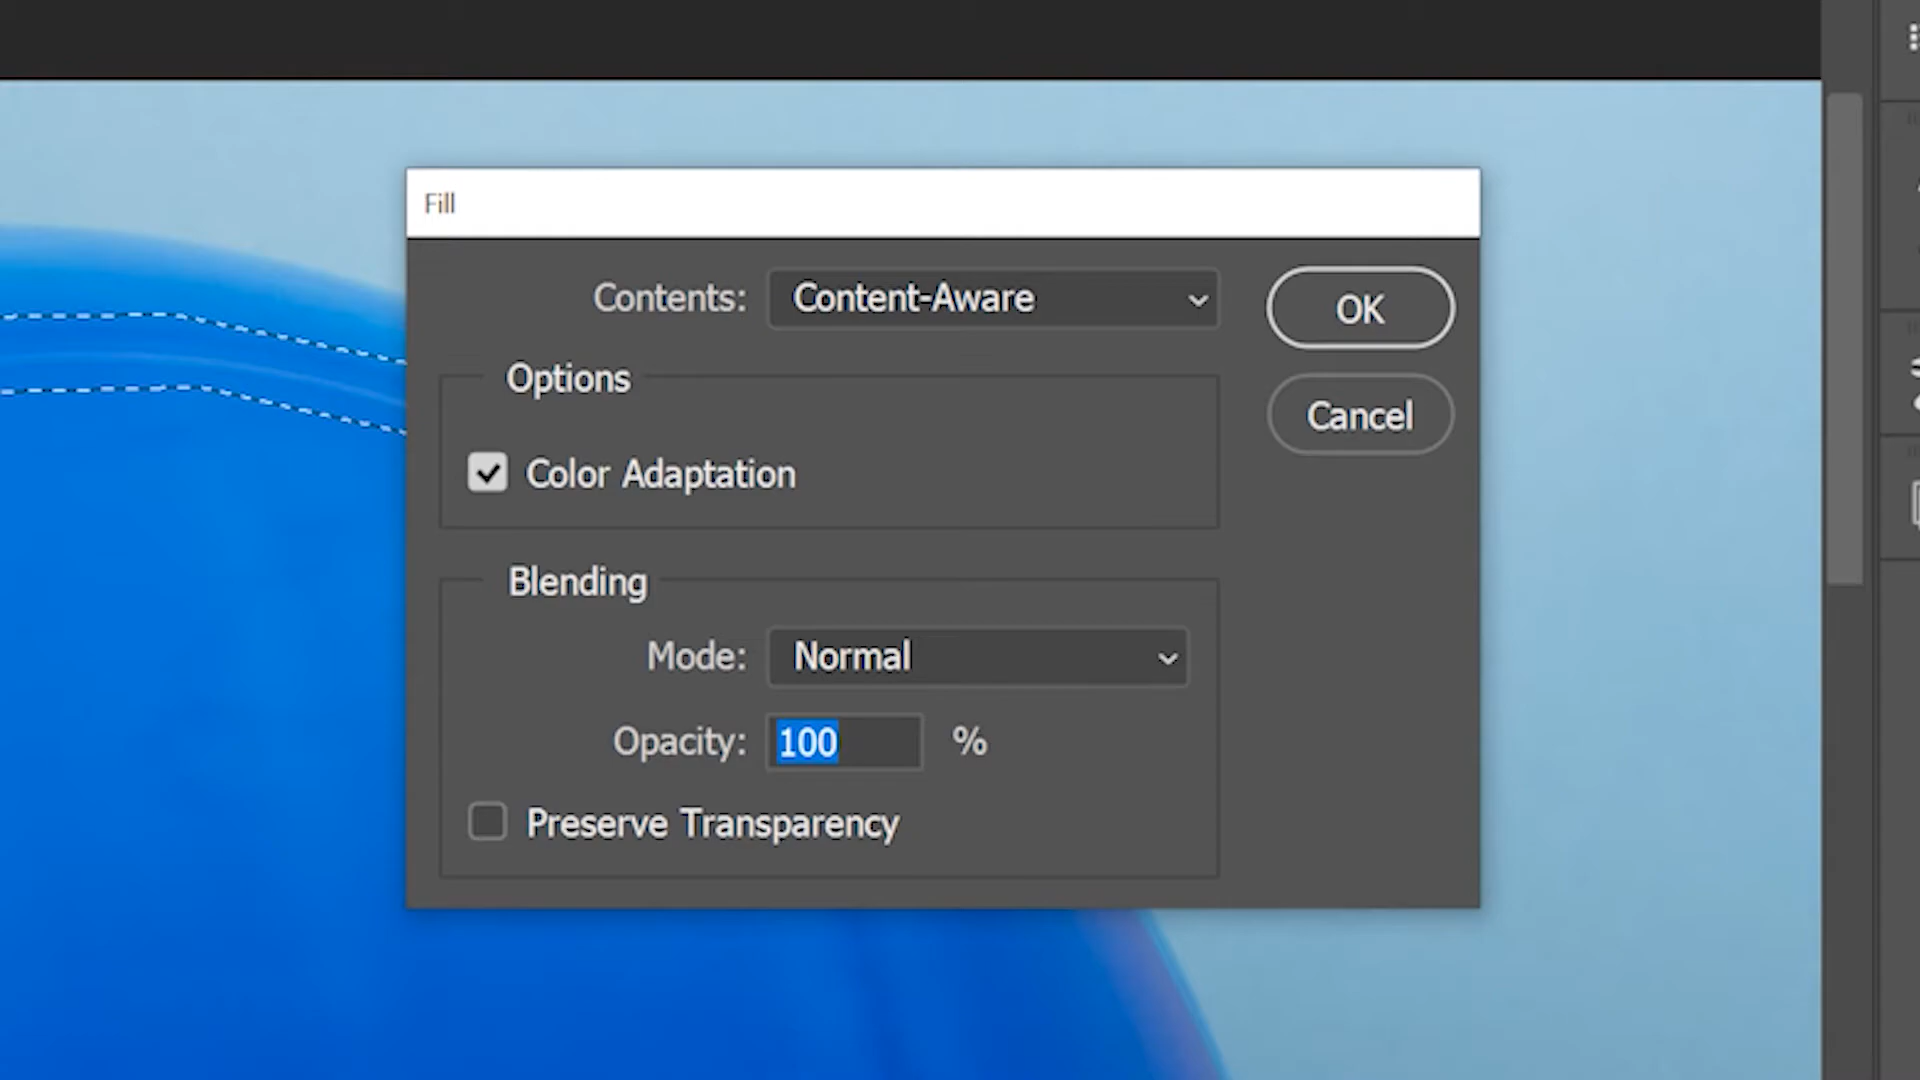 Fill
Contents: Content-Aware
OK
Options
Cancel
Color Adaptation
Blending
Mode: Normal
Opacity: 100 %
Preserve Transparency